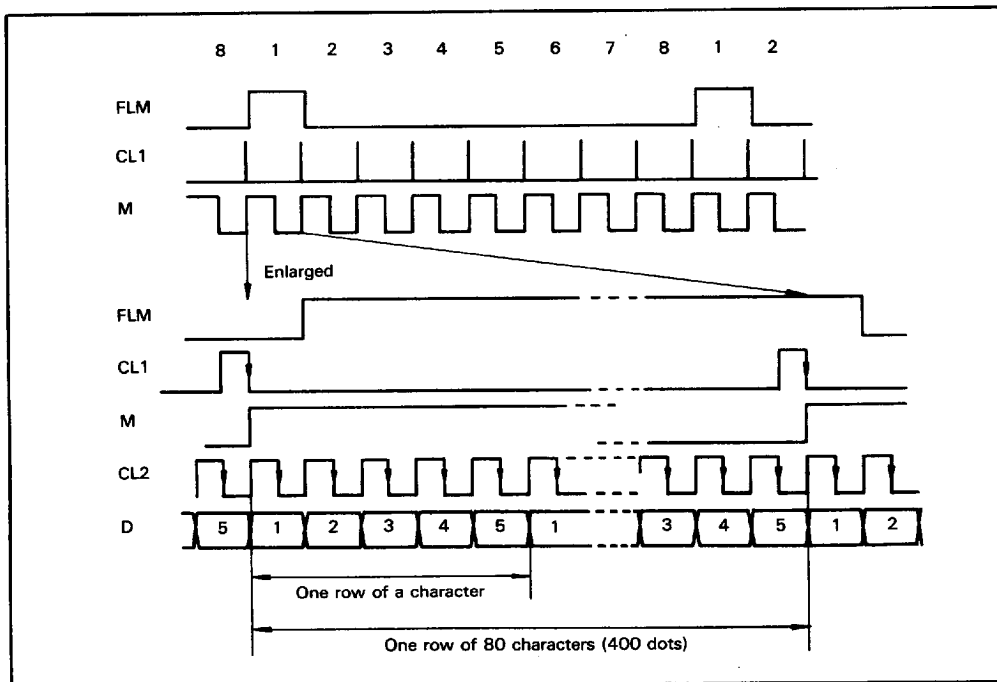 8 1 2 3 4 5 6 7 8 1 2
FLM
CL1
M
Enlarged
FLM
CL1
M
CL2
D 5 1 2 3 4 5 1 3 4 5 1 2
One row of a character
One row of 80 characters (400 dots)